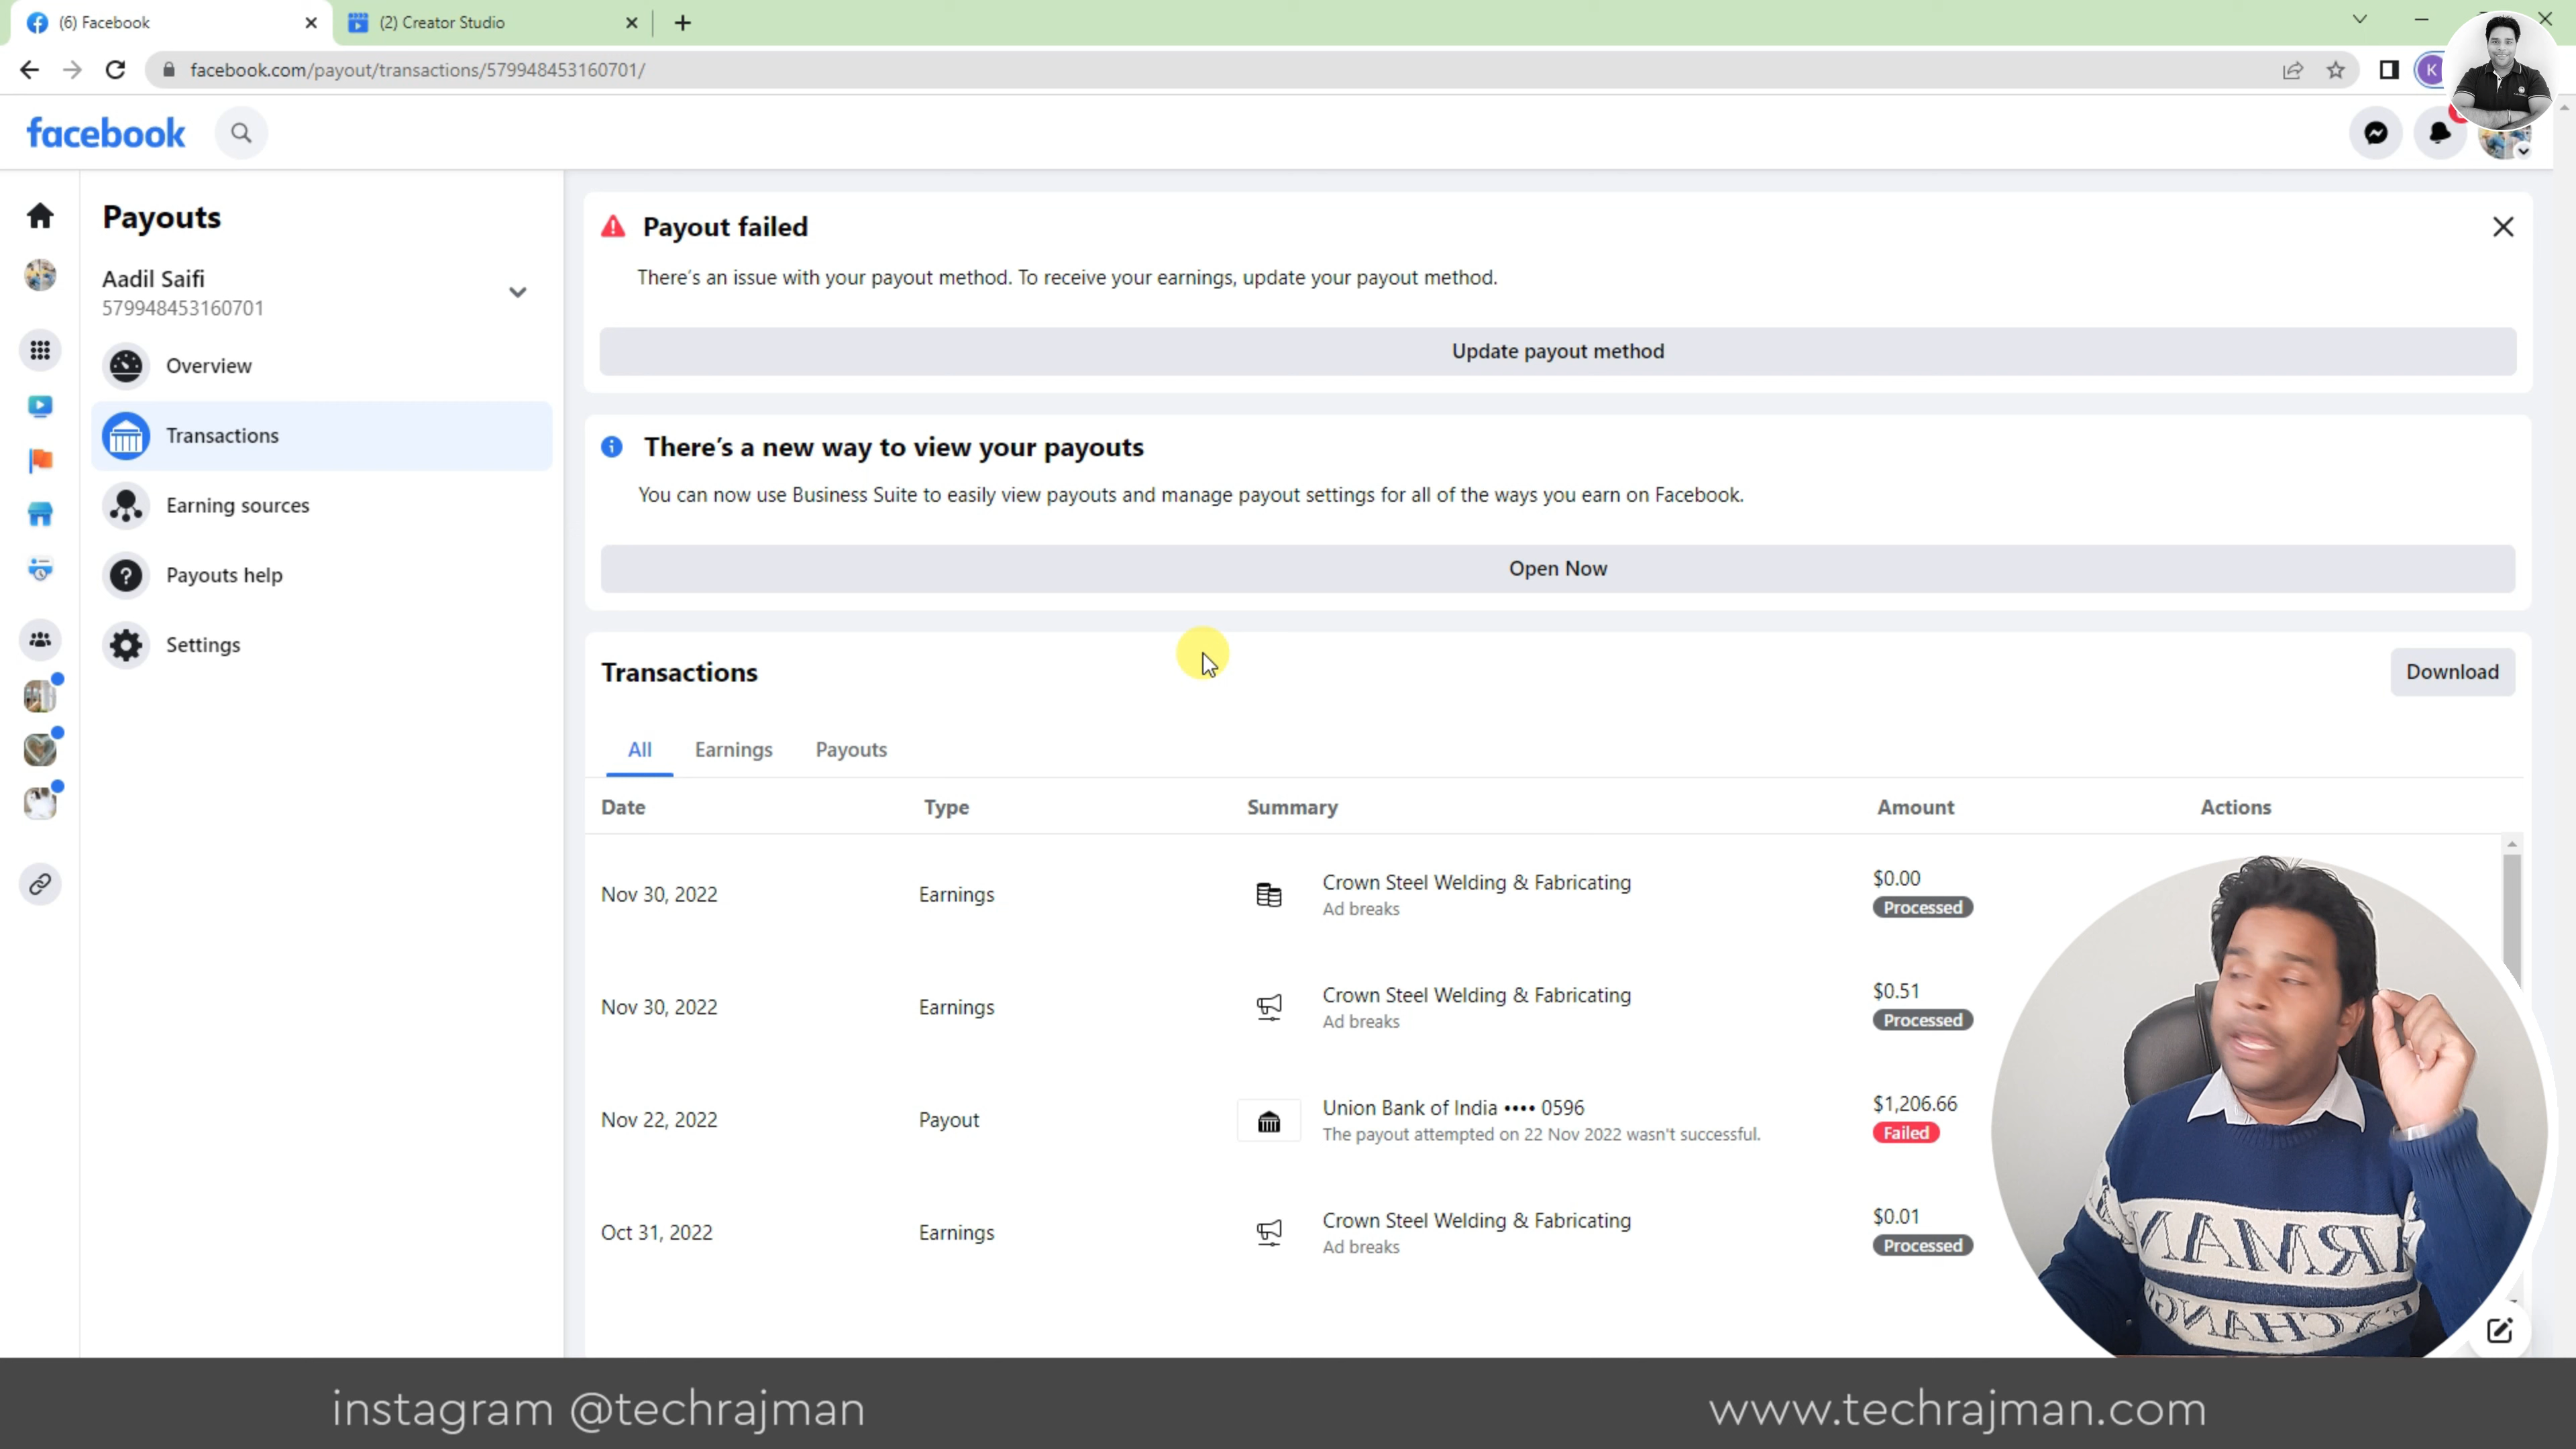 (6) Facebook
(2) Creator Studio
facebook.com/payout/transactions/579948453160701/
K
facebook
Payouts
Aadil Saifi
579948453160701
Overview
Transactions
Earning sources
Payouts help
Settings
Payout failed
There's an issue with your payout method. To receive your earnings, update your payout method.
Update payout method
There's a new way to view your payouts
You can now use Business Suite to easily view payouts and manage payout settings for all of the ways you earn on Facebook.
Open Now
Transactions
Download
All Earnings Payouts
Date Type Summary Amount Actions
Nov 30, 2022 Earnings Crown Steel Welding & Fabricating $0.00
Ad breaks Processed
Nov 30, 2022 Earnings Crown Steel Welding & Fabricating $0.51
Ad breaks Processed
Nov 22, 2022 Payout Union Bank of India •••• 0596 $1,206.66
The payout attempted on 22 Nov 2022 wasn't successful. Failed
Oct 31, 2022 Earnings Crown Steel Welding & Fabricating $0.01
Ad breaks Processed
instagram @techrajman
www.techrajman.com